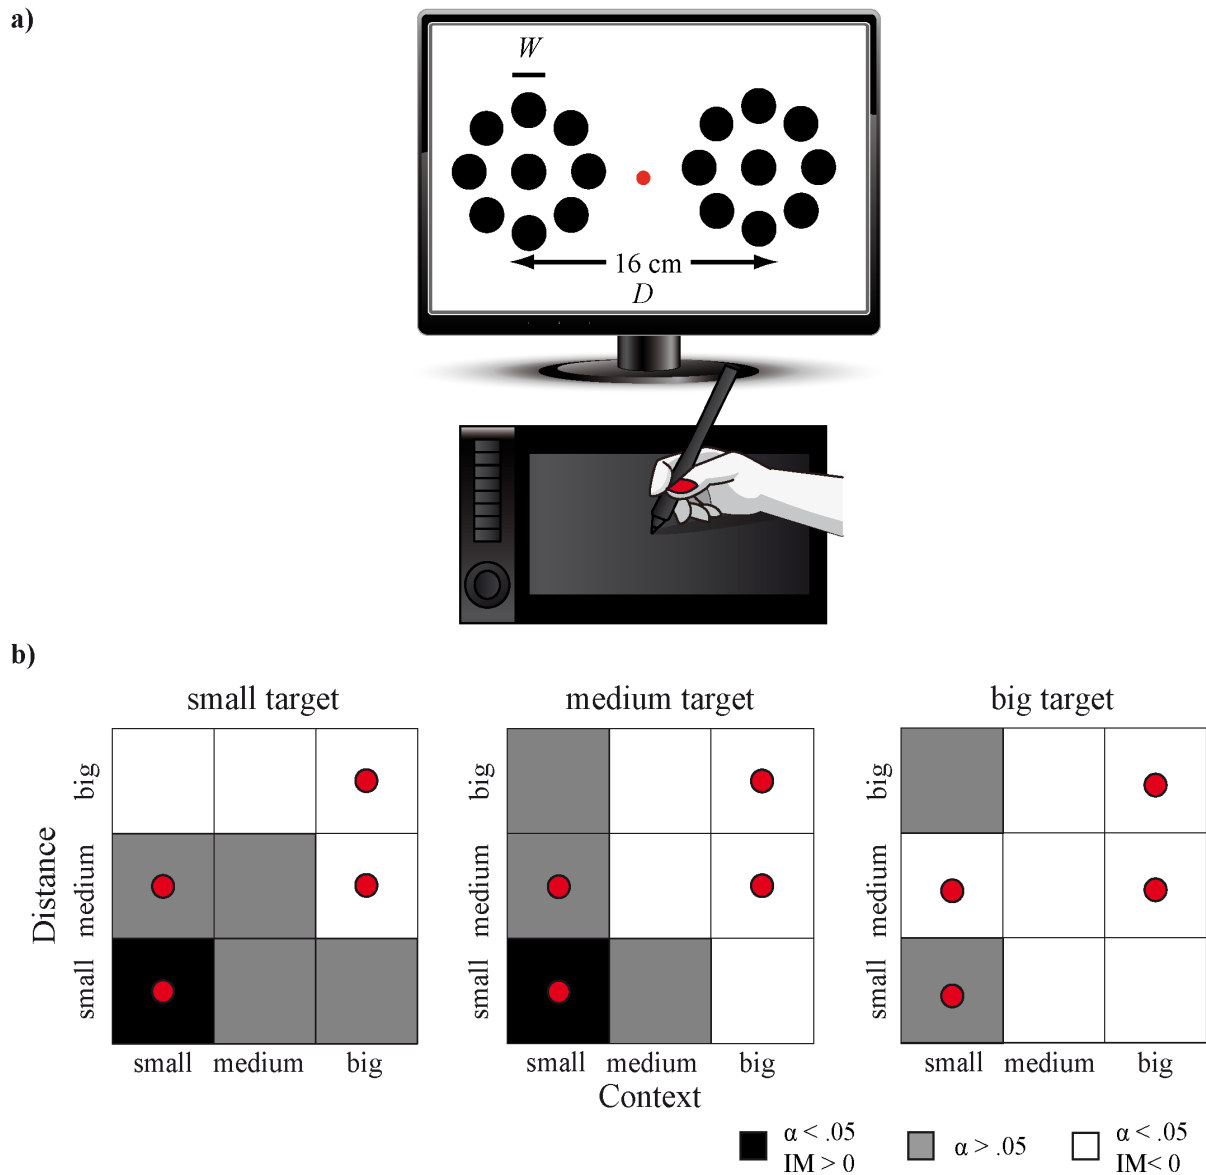 a)
W
16 cm
D
b)
small target
medium target
big target
Distance
big
medium
small
big
medium
small
big
medium
small
small
medium
big
small
medium
big
small
medium
big
Context
α < .05
IM > 0
α > .05
α < .05
IM< 0